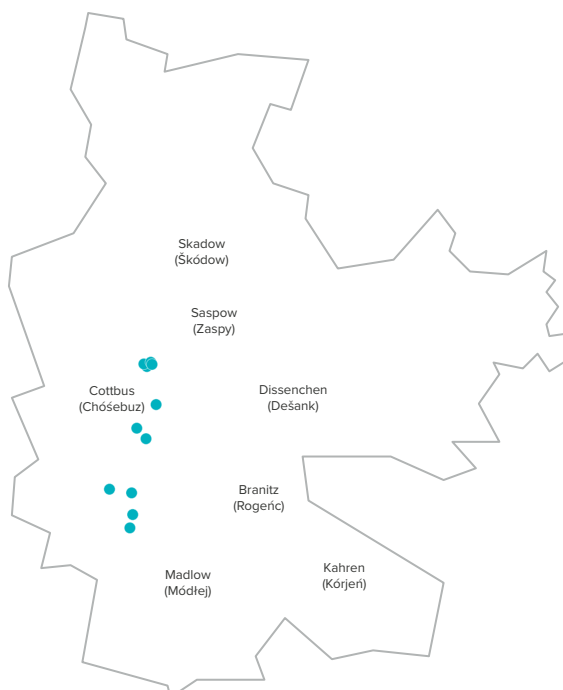 Skadow
(Škódow)
Saspow
(Zaspy)
Cottbus
(Chóśebuz)
Dissenchen
(Dešank)
Branitz
(Rogeńc)
Madlow
(Módłej)
Kahren
(Kórjeń)